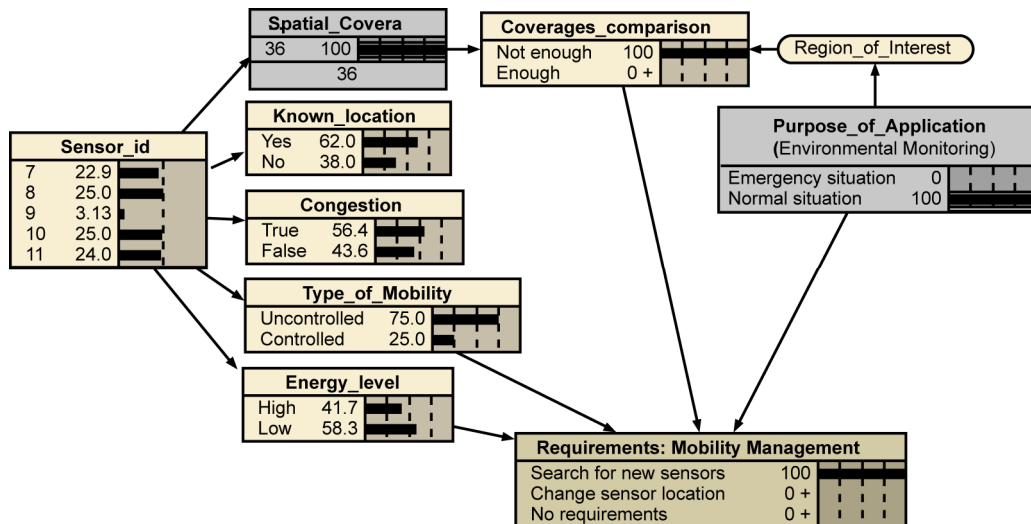 Spatial_Covera
36 100
36
Coverages_comparison
Not enough 100
Enough 0 +
Region_of_Interest
Known_location
Yes 62.0
No 38.0
Purpose_of_Application
(Environmental Monitoring)
Emergency situation 0
Normal situation 100
Sensor_id
7 22.9
8 25.0
9 3.13
10 25.0
11 24.0
Congestion
True 56.4
False 43.6
Type_of_Mobility
Uncontrolled 75.0
Controlled 25.0
Energy_level
High 41.7
Low 58.3
Requirements: Mobility Management
Search for new sensors 100
Change sensor location 0 +
No requirements 0 +